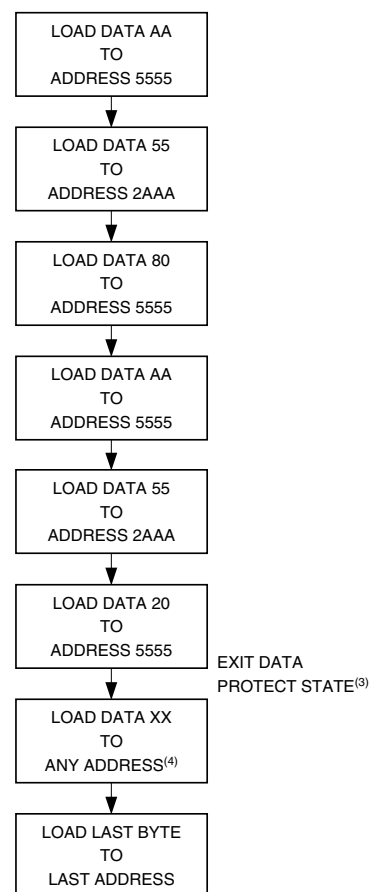 LOAD DATA AA
TO
ADDRESS 5555
LOAD DATA 55
TO
ADDRESS 2AAA
LOAD DATA 80
TO
ADDRESS 5555
LOAD DATA AA
TO
ADDRESS 5555
LOAD DATA 55
TO
ADDRESS 2AAA
LOAD DATA 20
TO
ADDRESS 5555
EXIT DATA
PROTECT STATE(3)
LOAD DATA XX
TO
ANY ADDRESS(4)
LOAD LAST BYTE
TO
LAST ADDRESS